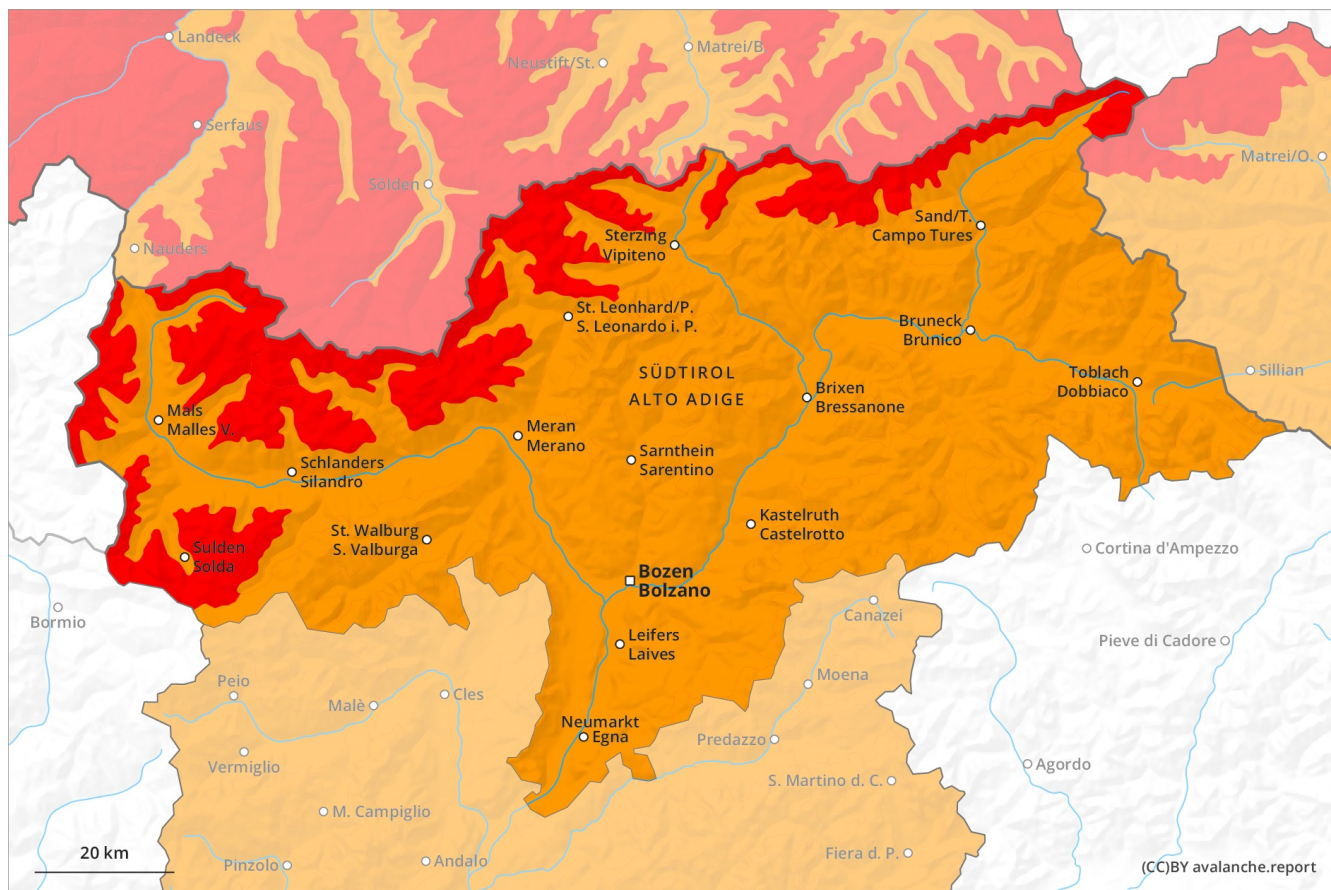 Landeck
Matrei/B
Neustift/St.
Serfaus
Matrei/O.
Sölden
Sand/T.
Campo Tures
Nauders
Sterzing
Vipiteno
St. Leonhard/P.
S. Leonardo i. P.
Bruneck
Brunico
SÜDTIROL
ALTO ADIGE
Toblach
Dobbiaco
Sillian
Brixen
Bressanone
Mals
Malles V.
Meran
Merano
Schlanders
Silandro
Sarnthein
Sarentino
Kastelruth
Castelrotto
St. Walburg
S. Valburga
Sulden
Solda
Cortina d'Ampezzo
Bozen
Bolzano
Bormio
Canazei
Leifers
Laives
Pieve di Cadore
Moena
Peio
Malè
Cles
Neumarkt
Egna
Predazzo
Vermiglio
Agordo
S. Martino d. C.
M. Campiglio
20 km
Pinzolo
Andalo
Fiera d. P.
(CC)BY avalanche.report